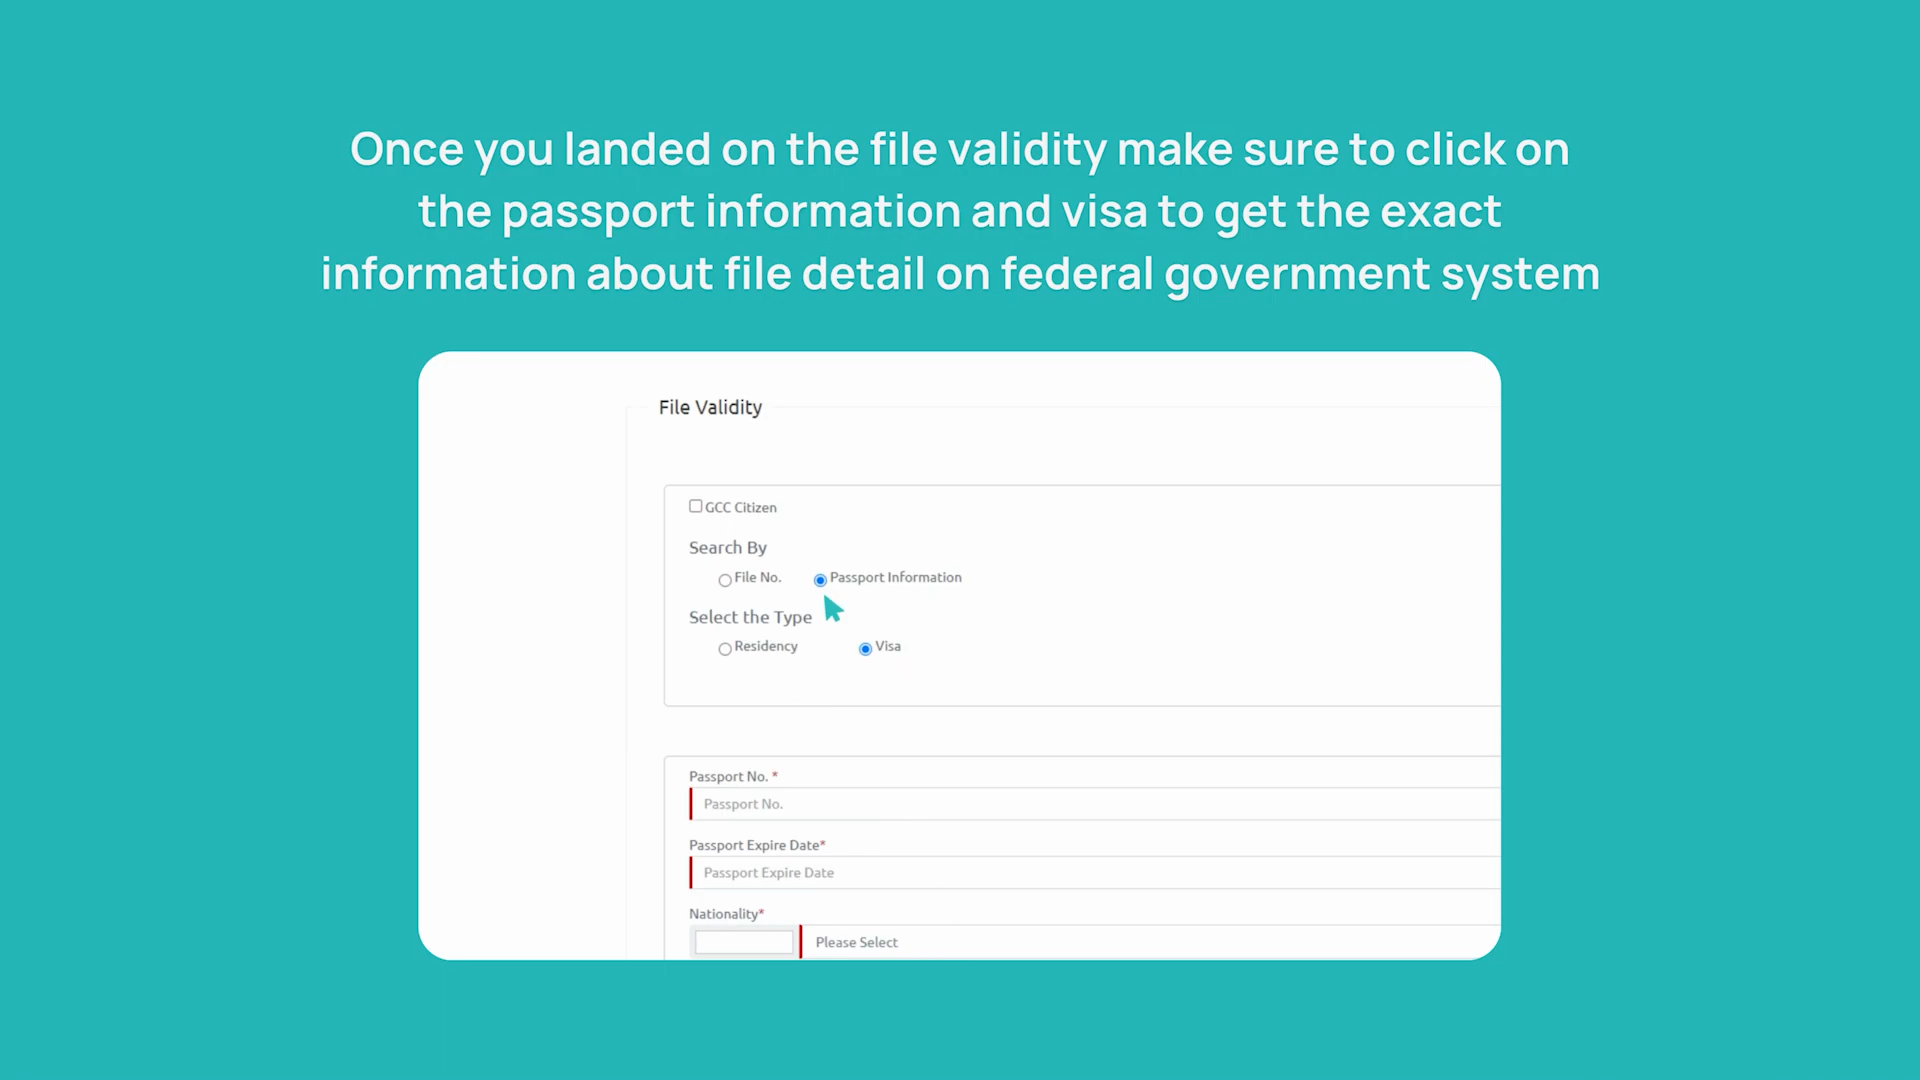 Once you landed on the file validity make sure to click on
the passport information and visa to get the exact
information about file detail on federal government system
File Validity
GCC Citizen
Search By
File No. Passport Information
Select the Type
Residency Visa
Passport No. *
Passport No.
Passport Expire Date*
Passport Expire Date
Nationality*
Please Select